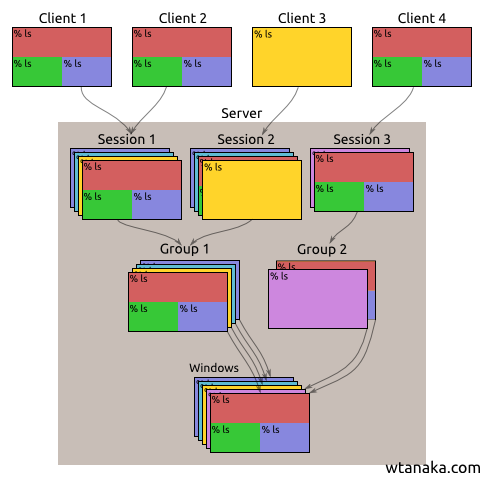 Client 1 Client 2 Client 3 Client 4
% ls % ls % ls % ls
% ls % ls % ls % ls % ls % ls
Server
Session 1 Session 2 Session 3
% ls % ls % ls
% ls % ls % ls % ls
Group 1 Group 2
% ls % ls
% ls % ls
Windows
% ls
% ls % ls
wtanaka.com